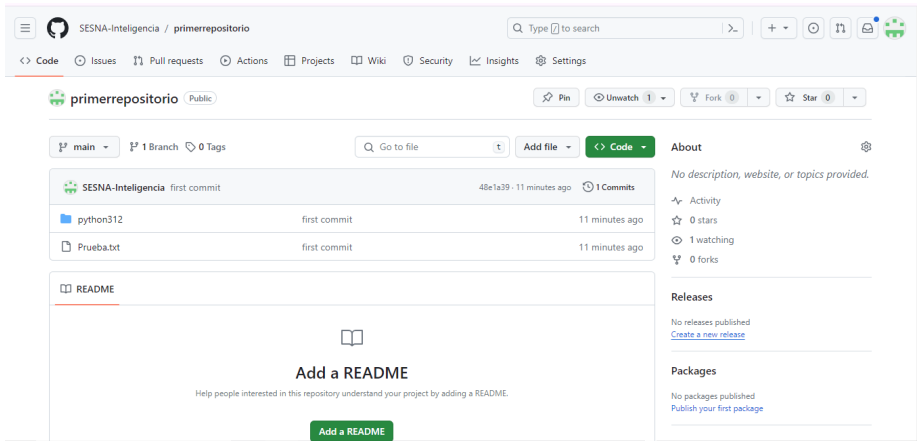 SESNA-Inteligencia / primerrepositorio
Type / to search
Code Issues Pull requests Actions Projects Wiki Security Insights Settings
primerrepositorio Public
Pin Unwatch 1 Fork 0 Star 0
main 1 Branch 0 Tags Go to file t Add file Code
SESNA-Inteligencia first commit 48e1a39 · 11 minutes ago 1 Commits
python312 first commit 11 minutes ago
Prueba.txt first commit 11 minutes ago
README
Add a README
Help people interested in this repository understand your project by adding a README.
Add a README
About
No description, website, or topics provided.
Activity
0 stars
1 watching
0 forks
Releases
No releases published
Create a new release
Packages
No packages published
Publish your first package